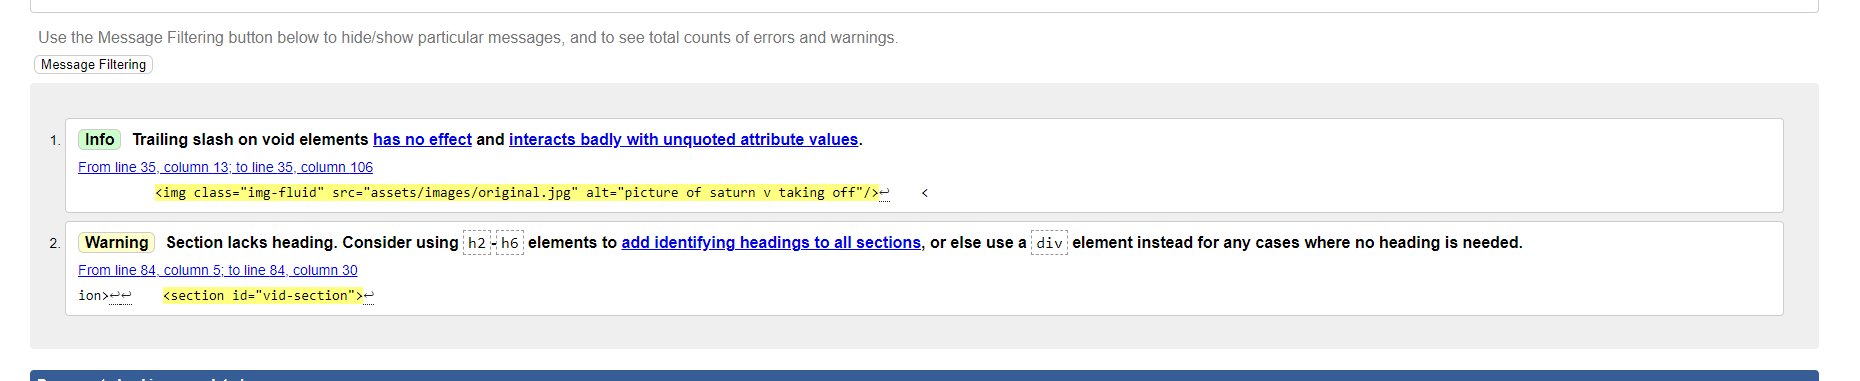 Use the Message Filtering button below to hide/show particular messages, and to see total counts of errors and warnings.
Message Filtering
1. Info Trailing slash on void elements has no effect and interacts badly with unquoted attribute values.
From line 35, column 13; to line 35, column 106
<img class="img-fluid" src="assets/images/original.jpg" alt="picture of saturn v taking off"/>↩ <
2. Warning Section lacks heading. Consider using h2-h6 elements to add identifying headings to all sections, or else use a div element instead for any cases where no heading is needed.
From line 84, column 5; to line 84, column 30
ion>↩↩ <section id="vid-section">↩